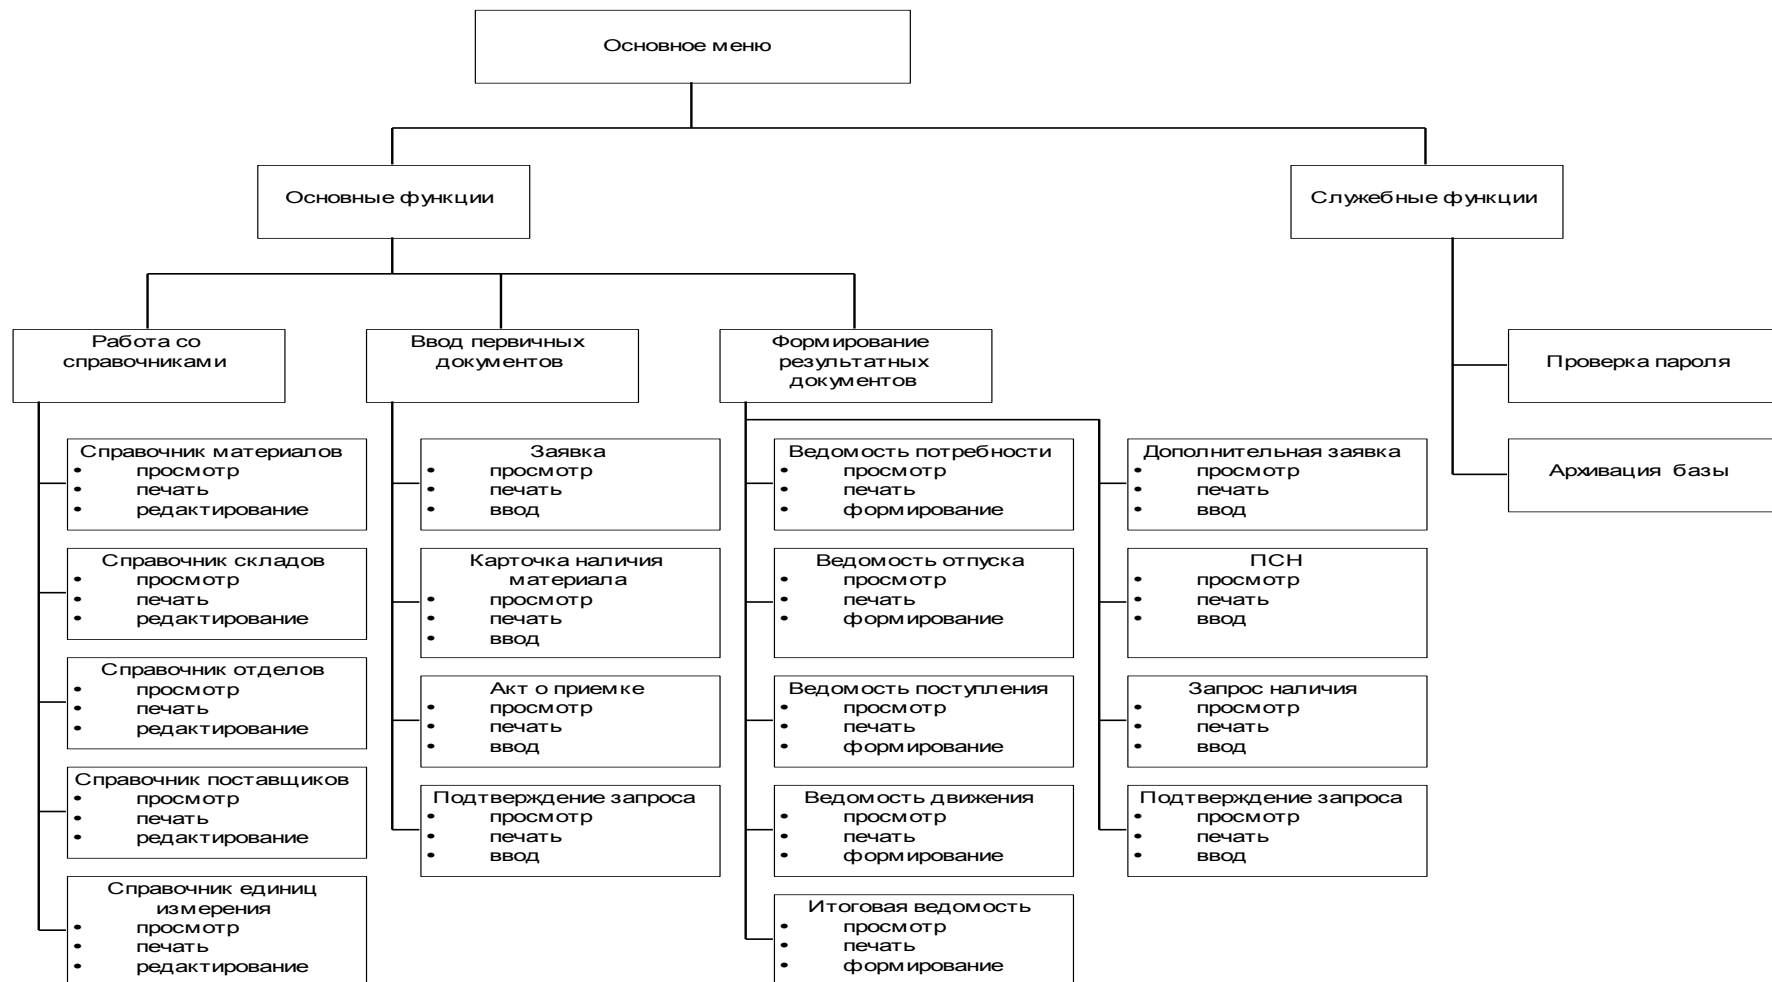 Основное меню
Основные функции
Служебные функции
Работа со
справочниками
Ввод первичных
документов
Формирование
результатных
документов
Проверка пароля
Архивация базы
Справочник материалов
• просмотр
• печать
• редактирование
Справочник складов
• просмотр
• печать
• редактирование
Справочник отделов
• просмотр
• печать
• редактирование
Справочник поставщиков
• просмотр
• печать
• редактирование
Справочник единиц
измерения
• просмотр
• печать
• редактирование
Заявка
• просмотр
• печать
• ввод
Карточка наличия
материала
• просмотр
• печать
• ввод
Акт о приемке
• просмотр
• печать
• ввод
Подтверждение запроса
• просмотр
• печать
• ввод
Ведомость потребности
• просмотр
• печать
• формирование
Ведомость отпуска
• просмотр
• печать
• формирование
Ведомость поступления
• просмотр
• печать
• формирование
Ведомость движения
• просмотр
• печать
• формирование
Итоговая ведомость
• просмотр
• печать
• формирование
Дополнительная заявка
• просмотр
• печать
• ввод
ПСН
• просмотр
• печать
• ввод
Запрос наличия
• просмотр
• печать
• ввод
Подтверждение запроса
• просмотр
• печать
• ввод